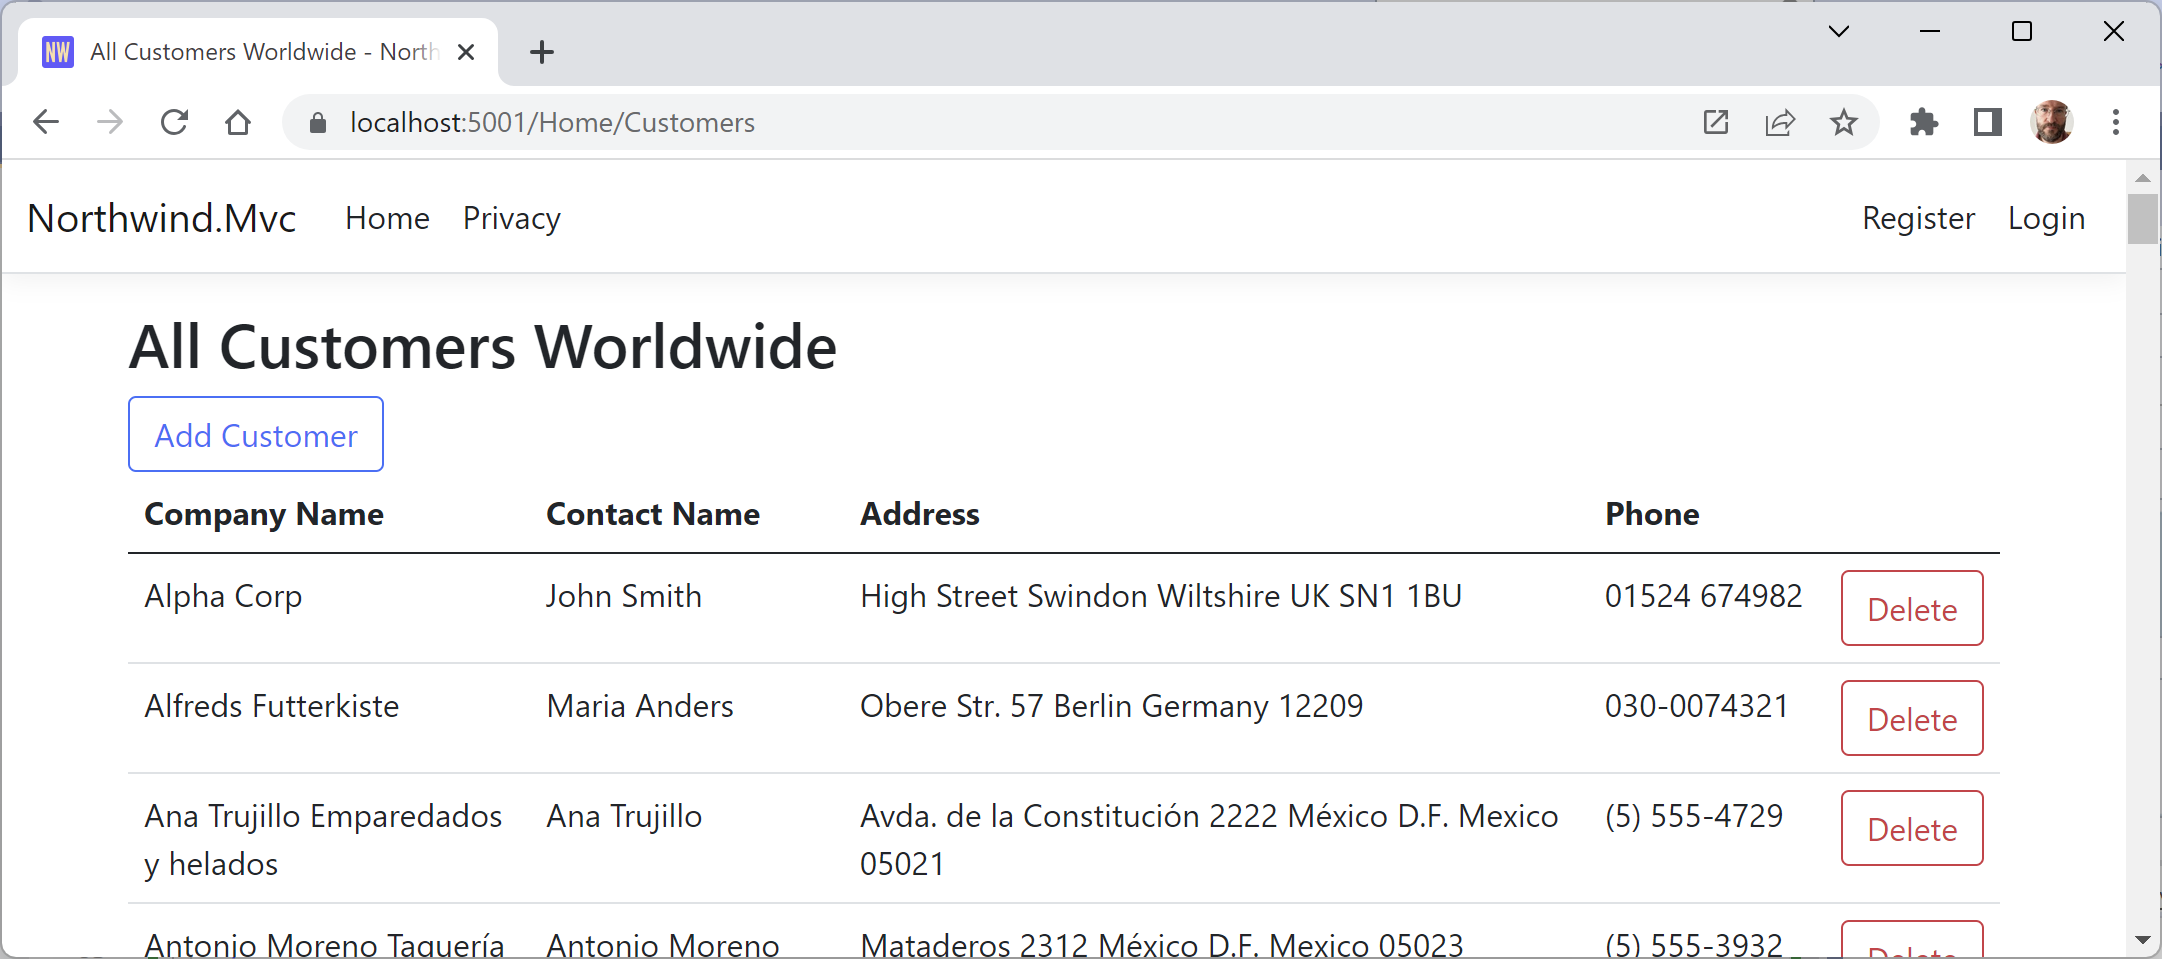 NW All Customers Worldwide - North
localhost:5001/Home/Customers
Northwind.Mvc Home Privacy Register Login
All Customers Worldwide
Add Customer
Company Name Contact Name Address Phone
Alpha Corp John Smith High Street Swindon Wiltshire UK SN1 1BU 01524 674982 Delete
Alfreds Futterkiste Maria Anders Obere Str. 57 Berlin Germany 12209 030-0074321 Delete
Ana Trujillo Emparedados Ana Trujillo Avda. de la Constitución 2222 México D.F. Mexico (5) 555-4729 Delete
y helados 05021
Antonio Moreno Taquería Antonio Moreno Mataderos 2312 México D.F. Mexico 05023 (5) 555-3932 Delete